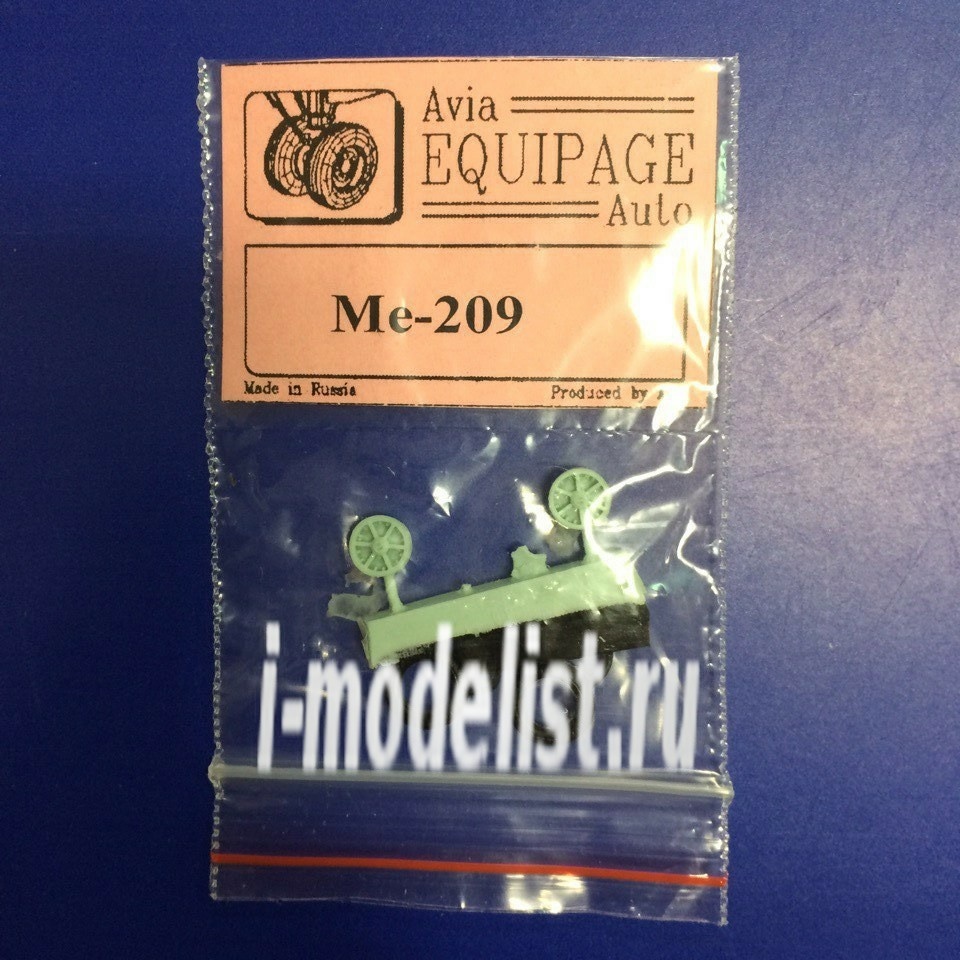 Avia
EQUIPAGE
Auto
Me-209
Made in Russia
Produced by
i-modelist.ru